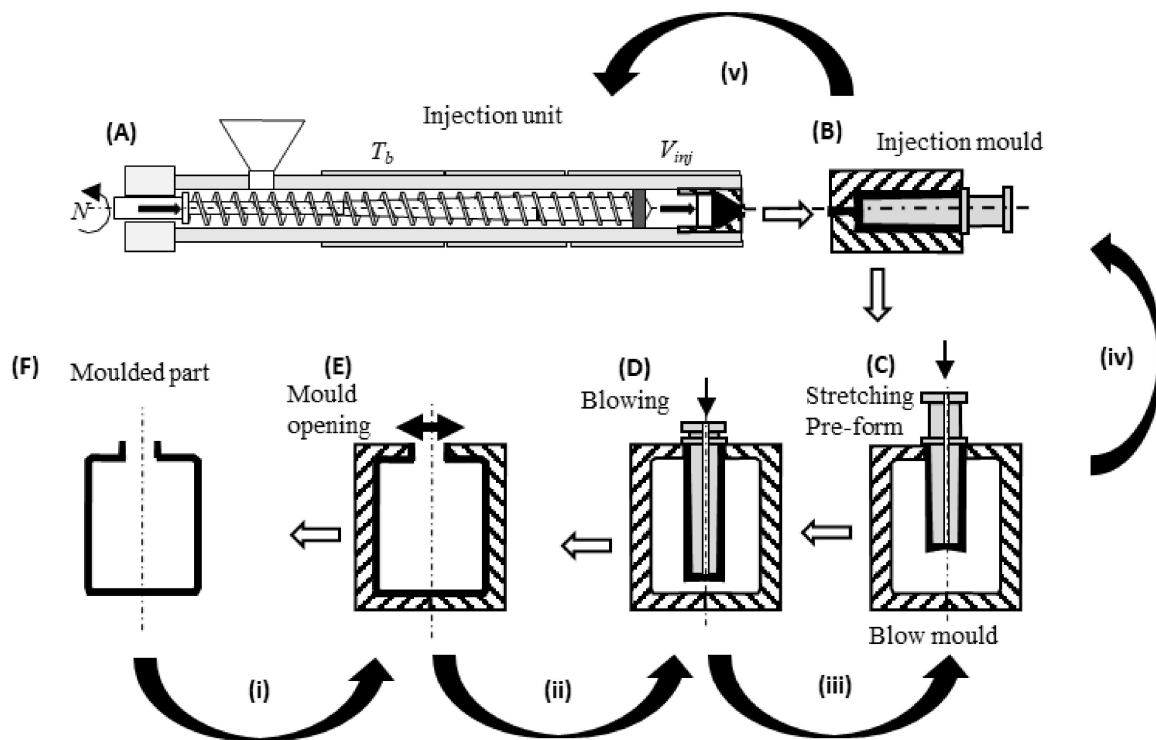 (v)
Injection unit
(A)
(B)
Injection mould
T_b
V_inj
N
(F)
Moulded part
(E)
Mould
opening
(D)
Blowing
(C)
Stretching
Pre-form
(iv)
Blow mould
(i)
(ii)
(iii)